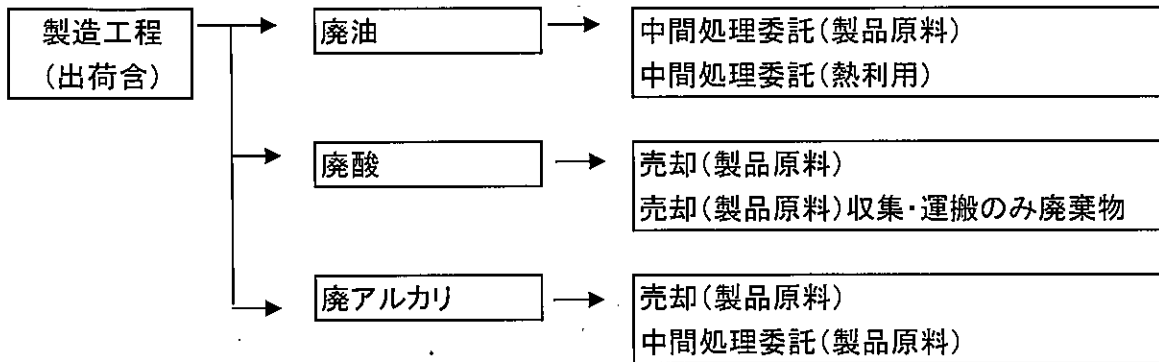 製造工程
(出荷含)
廃油
中間処理委託(製品原料)
中間処理委託(熱利用)
廃酸
売却(製品原料)
売却(製品原料)収集・運搬のみ廃棄物
廃アルカリ
売却(製品原料)
中間処理委託(製品原料)